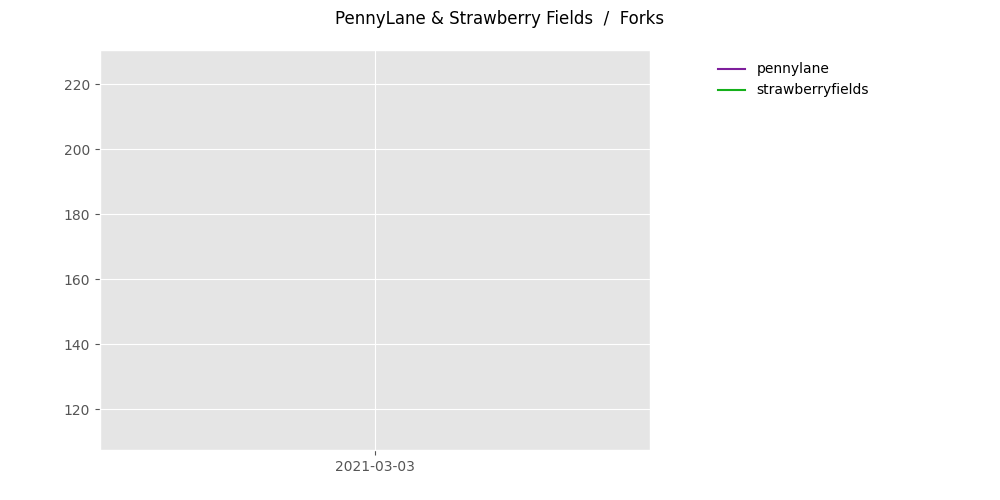 PennyLane & Strawberry Fields  /  Forks
pennylane
strawberryfields
220
200
180
160
140
120
2021-03-03